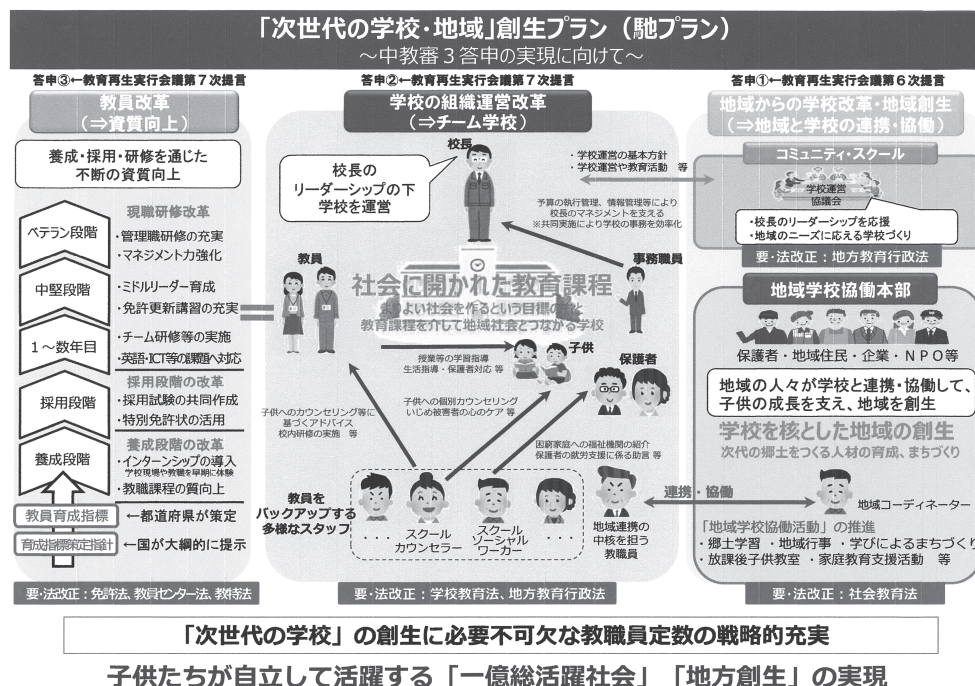 「次世代の学校・地域」創生プラン（馳プラン）
～中教審３答申の実現に向けて～
答申③←教育再生実行会議第７次提言
教員改革
（⇒資質向上）
養成・採用・研修を通じた
不断の資質向上
ベテラン段階
中堅段階
１～数年目
採用段階
養成段階
現職研修改革
・管理職研修の充実
・マネジメント力強化
・ミドルリーダー育成
・免許更新講習の充実
・チーム研修等の実施
・英語・ICT等の課題へ対応
採用段階の改革
・採用試験の共同作成
・特別免許状の活用
養成段階の改革
・インターンシップの導入
学校現場や教職を早期に体験
・教職課程の質向上
教員育成指標
←都道府県が策定
育成指標策定指針
←国が大綱的に提示
要・法改正：免許法、教員センター法、教特法
答申②←教育再生実行会議第７次提言
学校の組織運営改革
（⇒チーム学校）
校長
校長の
リーダーシップの下
学校を運営
・学校運営の基本方針
・学校運営や教育活動　等
予算の執行管理、情報管理等により
校長のマネジメントを支える
※共同実施により学校の事務を効率化
教員
事務職員
社会に開かれた教育課程
よりよい社会を作るという目標の下
教育課程を介して地域社会とつながる学校
授業等の学習指導
生活指導・保護者対応 等
子供
保護者
子供へのカウンセリング等に
基づくアドバイス
校内研修の実施　等
子供への個別カウンセリング
いじめ被害者の心のケア 等
困窮家庭への福祉機関の紹介
保護者の就労支援に係る助言 等
教員を
バックアップする
多様なスタッフ
・・・
スクール
カウンセラー
スクール
ソーシャル
ワーカー
・・・
地域連携の
中核を担う
教職員
要・法改正：学校教育法、地方教育行政法
答申①←教育再生実行会議第６次提言
地域からの学校改革・地域創生
（⇒地域と学校の連携・協働）
コミュニティ・スクール
学校運営
協議会
・校長のリーダーシップを応援
・地域のニーズに応える学校づくり
要・法改正：地方教育行政法
地域学校協働本部
保護者・地域住民・企業・ＮＰＯ等
地域の人々が学校と連携・協働して、
子供の成長を支え、地域を創生
学校を核とした地域の創生
次代の郷土をつくる人材の育成、まちづくり
連携・協働
地域コーディネーター
「地域学校協働活動」の推進
・郷土学習　・地域行事　・学びによるまちづくり
・放課後子供教室　・家庭教育支援活動　等
要・法改正：社会教育法
「次世代の学校」の創生に必要不可欠な教職員定数の戦略的充実
子供たちが自立して活躍する「一億総活躍社会」「地方創生」の実現